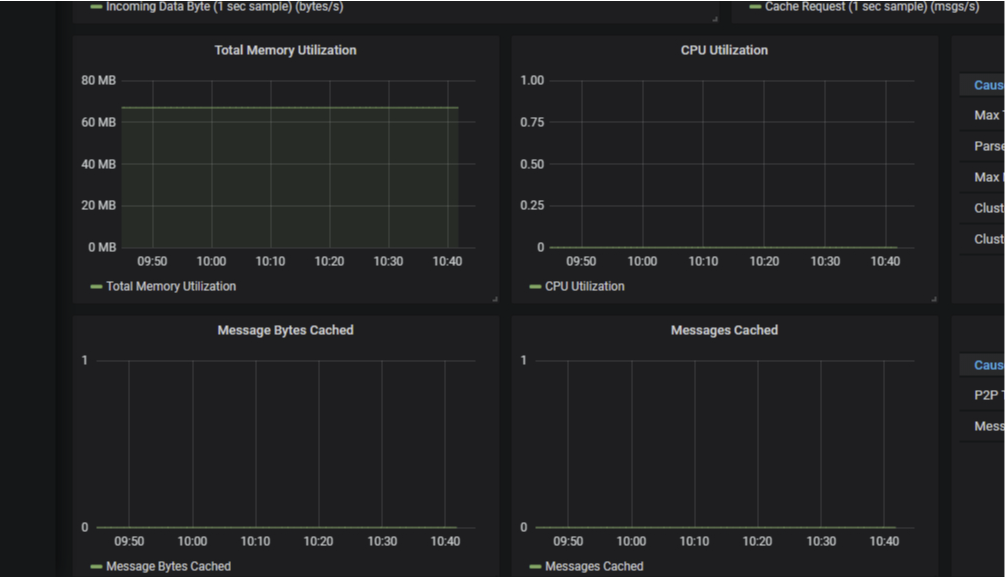 Incoming Data Byte (1 sec sample) (bytes/s)
Cache Request (1 sec sample) (msgs/s)
Total Memory Utilization
80 MB
60 MB
40 MB
20 MB
0 MB
09:50 10:00 10:10 10:20 10:30 10:40
Total Memory Utilization
CPU Utilization
1.00
0.75
0.50
0.25
0
09:50 10:00 10:10 10:20 10:30 10:40
CPU Utilization
Caus
Max
Parse
Max
Clust
Clust
Message Bytes Cached
1
0
09:50 10:00 10:10 10:20 10:30 10:40
Message Bytes Cached
Messages Cached
1
0
09:50 10:00 10:10 10:20 10:30 10:40
Messages Cached
Caus
P2P
Mess